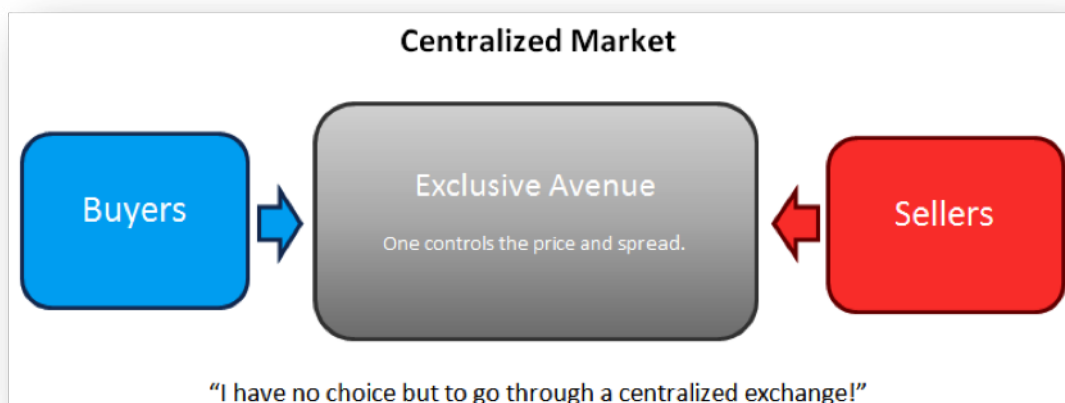 Centralized Market
Buyers
Exclusive Avenue
One controls the price and spread.
Sellers
“I have no choice but to go through a centralized exchange!”